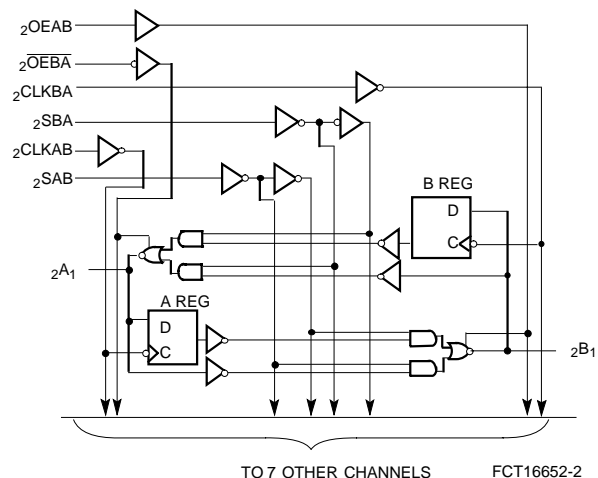 2OEAB
2OEBA
2CLKBA
2SBA
2CLKAB
2SAB
B REG
D
C
2A1
A REG
D
C
2B1
TO 7 OTHER CHANNELS
FCT16652-2